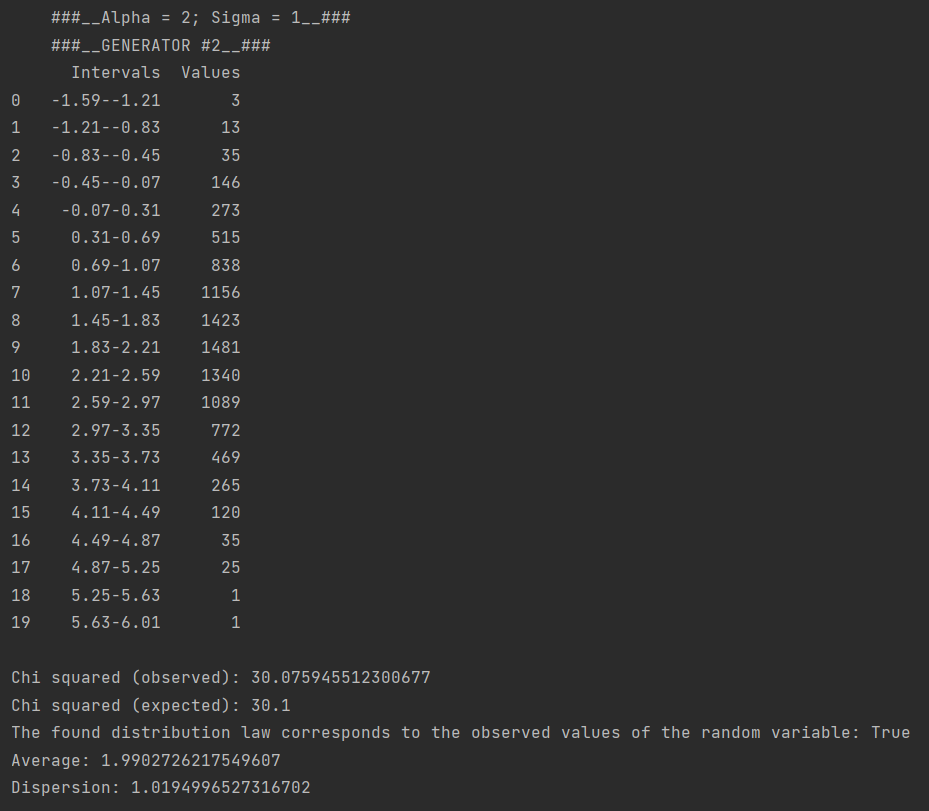 ###__Alpha = 2; Sigma = 1__###
###__GENERATOR #2__###
Intervals Values
0 -1.59--1.21 3
1 -1.21--0.83 13
2 -0.83--0.45 35
3 -0.45--0.07 146
4 -0.07-0.31 273
5 0.31-0.69 515
6 0.69-1.07 838
7 1.07-1.45 1156
8 1.45-1.83 1423
9 1.83-2.21 1481
10 2.21-2.59 1340
11 2.59-2.97 1089
12 2.97-3.35 772
13 3.35-3.73 469
14 3.73-4.11 265
15 4.11-4.49 120
16 4.49-4.87 35
17 4.87-5.25 25
18 5.25-5.63 1
19 5.63-6.01 1
Chi squared (observed): 30.075945512300677
Chi squared (expected): 30.1
The found distribution law corresponds to the observed values of the random variable: True
Average: 1.9902726217549607
Dispersion: 1.0194996527316702